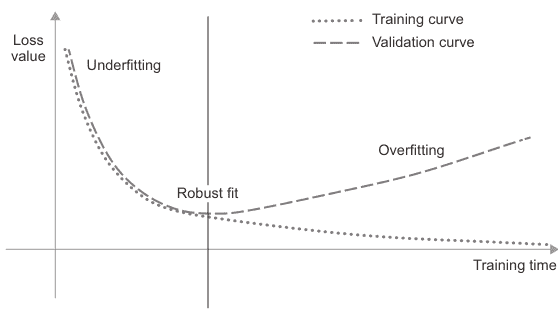 Training curve
Validation curve
Loss
value
Underfitting
Overfitting
Robust fit
Training time